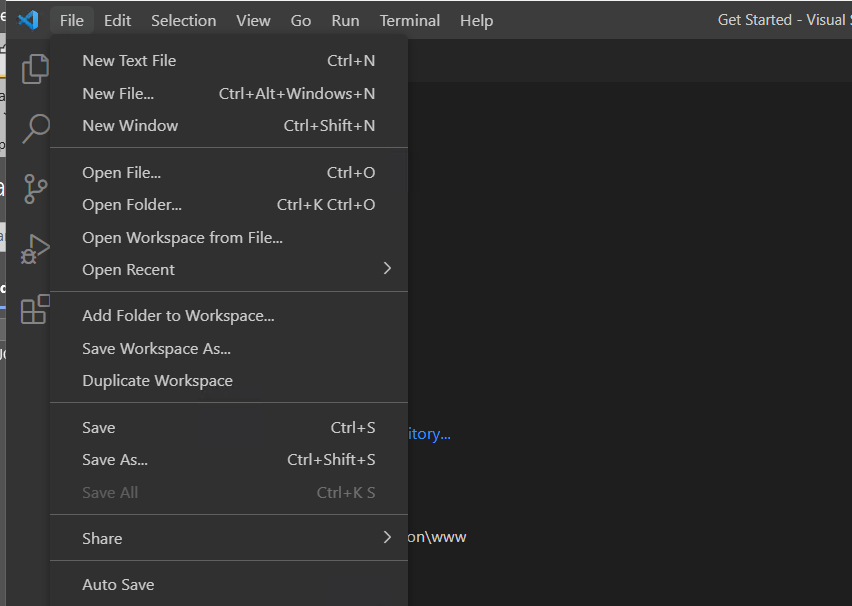 File Edit Selection View Go Run Terminal Help Get Started - Visual
New Text File Ctrl+N
New File... Ctrl+Alt+Windows+N
New Window Ctrl+Shift+N
Open File... Ctrl+O
Open Folder... Ctrl+K Ctrl+O
Open Workspace from File...
Open Recent
Add Folder to Workspace...
Save Workspace As...
Duplicate Workspace
Save Ctrl+S
itory...
Save As... Ctrl+Shift+S
Save All Ctrl+K S
Share
on\www
Auto Save